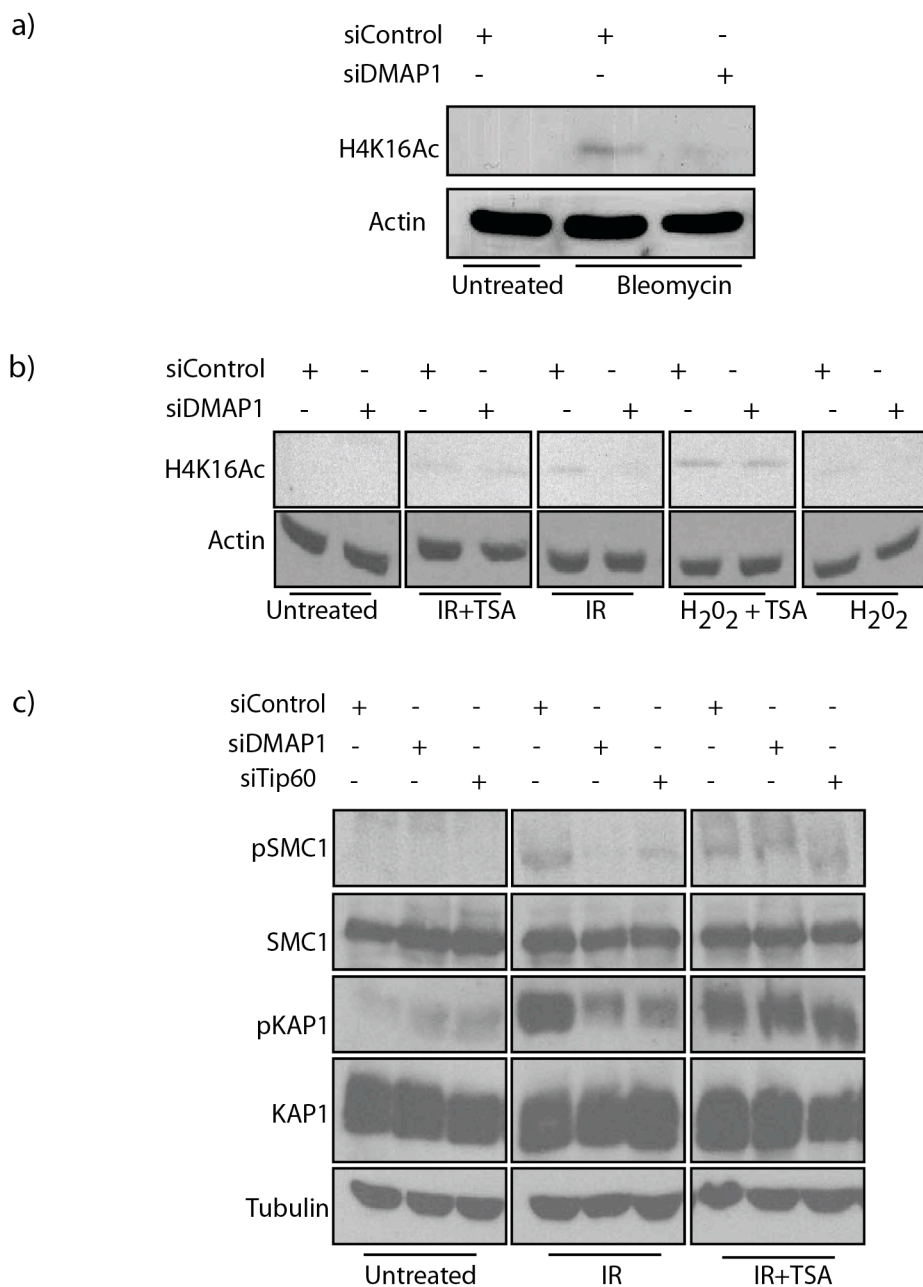 a)
siControl + + -
siDMAP1 - - +
H4K16Ac
Actin
Untreated Bleomycin
b)
siControl + - + - + - + - + -
siDMAP1 - + - + - + - + - +
H4K16Ac
Actin
Untreated IR+TSA IR H202 + TSA H202
c)
siControl + - - + - - + - -
siDMAP1 - + - - + - - + -
siTip60 - - + - - + - - +
pSMC1
SMC1
pKAP1
KAP1
Tubulin
Untreated IR IR+TSA